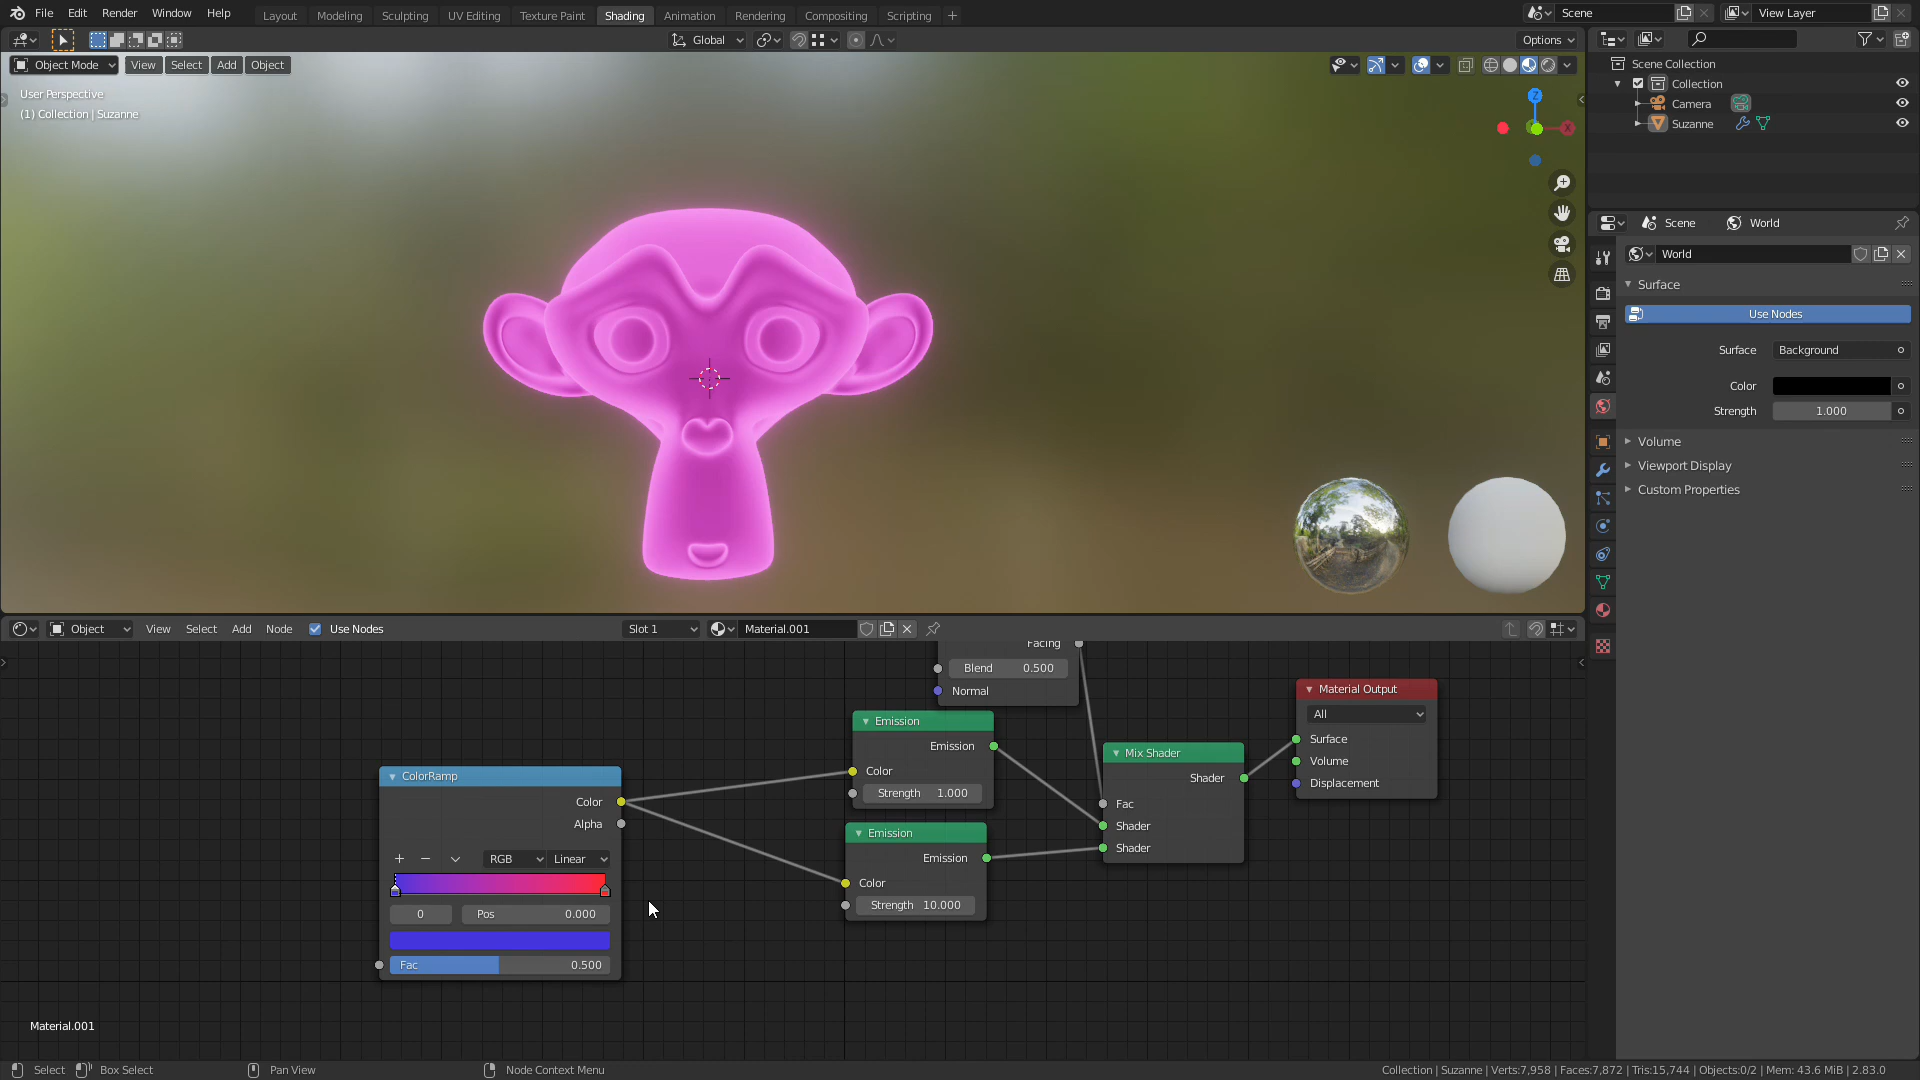 File Edit Render Window Help Layout Modeling Sculpting UV Editing Texture Paint Shading Animation Rendering Compositing Scripting + Scene View Layer
Global Options
Object Mode View Select Add Object
User Perspective
(1) Collection | Suzanne
Z
X
Scene Collection
Collection
Camera
Suzanne
Scene World
World
Surface
Use Nodes
Surface Background
Color
Strength 1.000
Volume
Viewport Display
Custom Properties
Object View Select Add Node Use Nodes Slot 1 Material.001
Facing
Blend 0.500
Normal
Emission
Emission
Color
Strength 1.000
Emission
Emission
Color
Strength 10.000
Mix Shader
Shader
Fac
Shader
Shader
Material Output
All
Surface
Volume
Displacement
ColorRamp
Color
Alpha
+ − RGB Linear
0 Pos 0.000
Fac 0.500
Material.001
Select Box Select Pan View Node Context Menu Collection | Suzanne | Verts:7,958 | Faces:7,872 | Tris:15,744 | Objects:0/2 | Mem: 43.6 MiB | 2.83.0